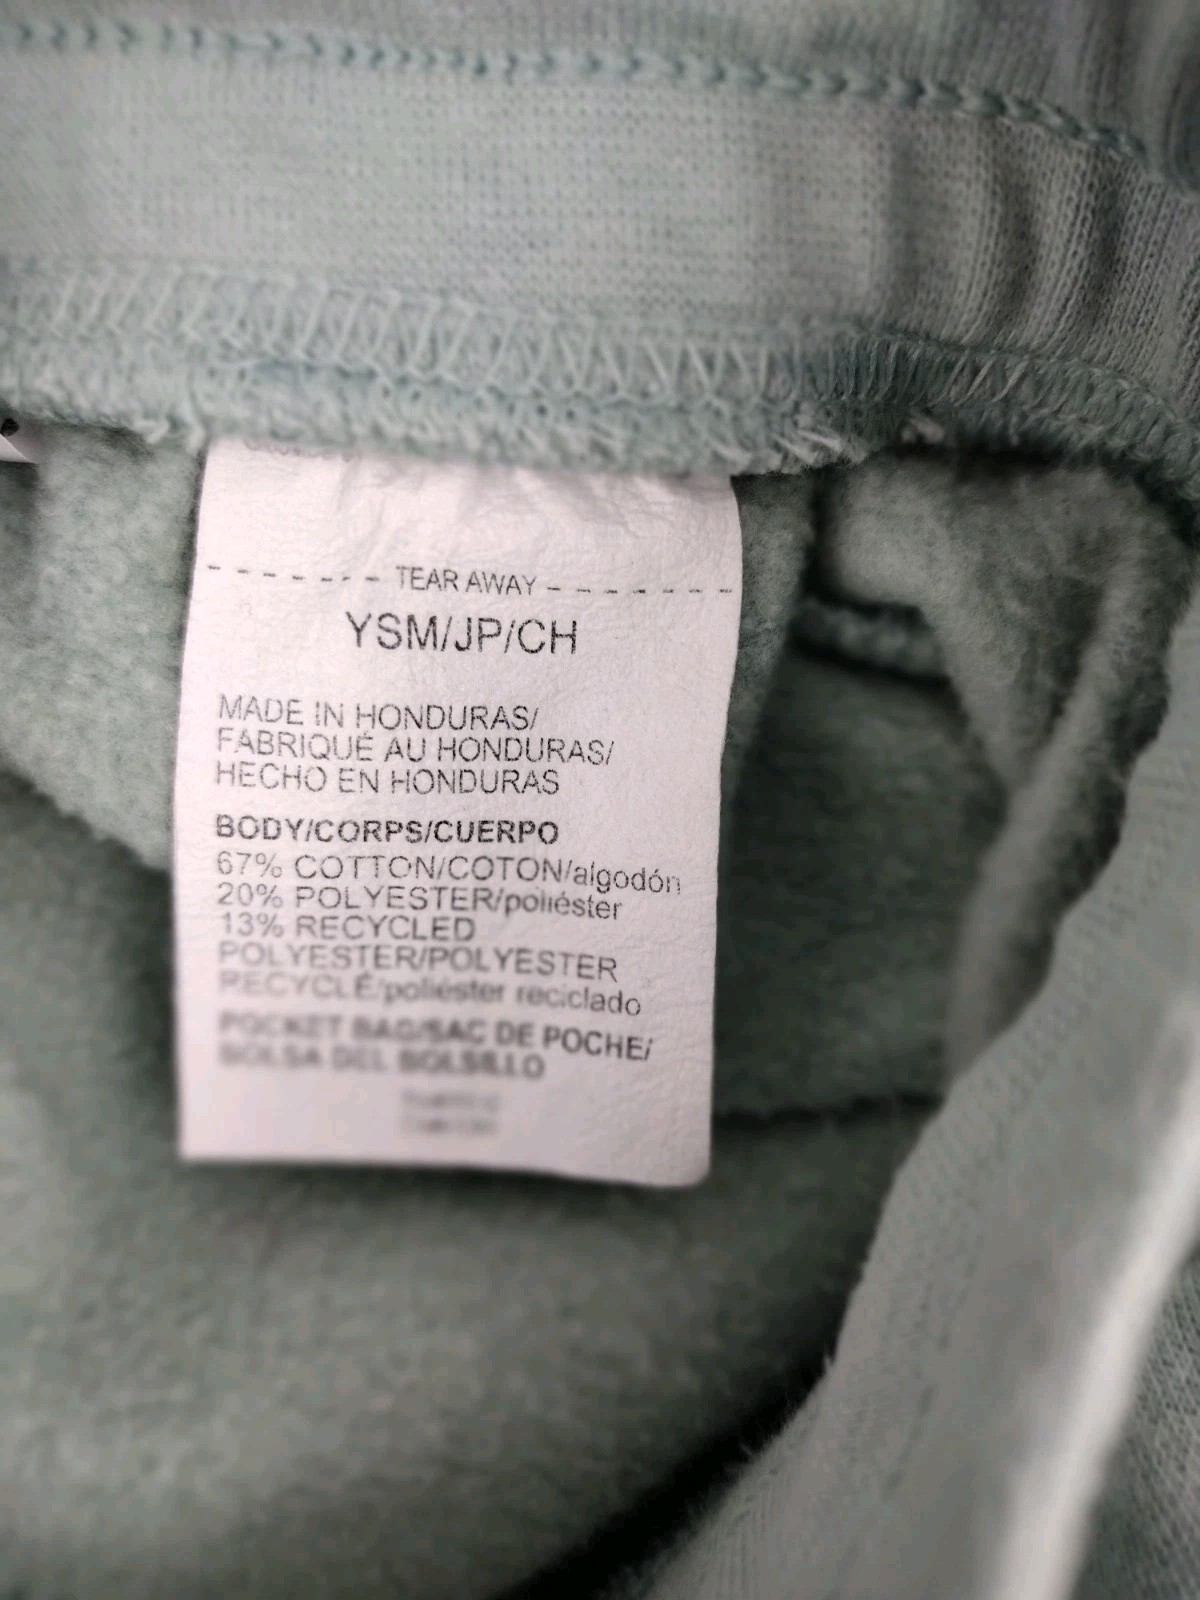 TEAR AWAY
YSM/JP/CH
MADE IN HONDURAS/
FABRIQUÉ AU HONDURAS/
HECHO EN HONDURAS
BODY/CORPS/CUERPO
67% COTTON/COTON/algodón
20% POLYESTER/poliéster
13% RECYCLED
POLYESTER/POLYESTER
RECYCLÉ/poliéster reciclado
POCKET BAG/SAC DE POCHE/
BOLSA DEL BOLSILLO